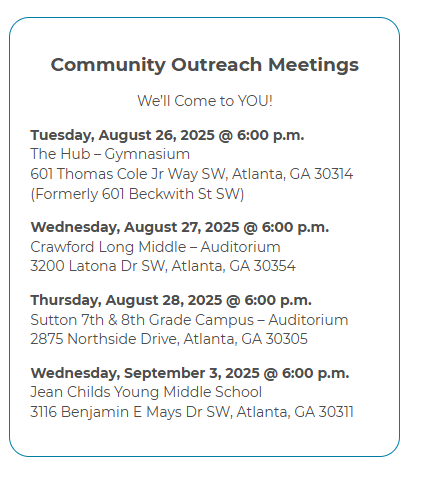 Community Outreach Meetings
We'll Come to YOU!
Tuesday, August 26, 2025 @ 6:00 p.m.
The Hub – Gymnasium
601 Thomas Cole Jr Way SW, Atlanta, GA 30314
(Formerly 601 Beckwith St SW)
Wednesday, August 27, 2025 @ 6:00 p.m.
Crawford Long Middle – Auditorium
3200 Latona Dr SW, Atlanta, GA 30354
Thursday, August 28, 2025 @ 6:00 p.m.
Sutton 7th & 8th Grade Campus – Auditorium
2875 Northside Drive, Atlanta, GA 30305
Wednesday, September 3, 2025 @ 6:00 p.m.
Jean Childs Young Middle School
3116 Benjamin E Mays Dr SW, Atlanta, GA 30311